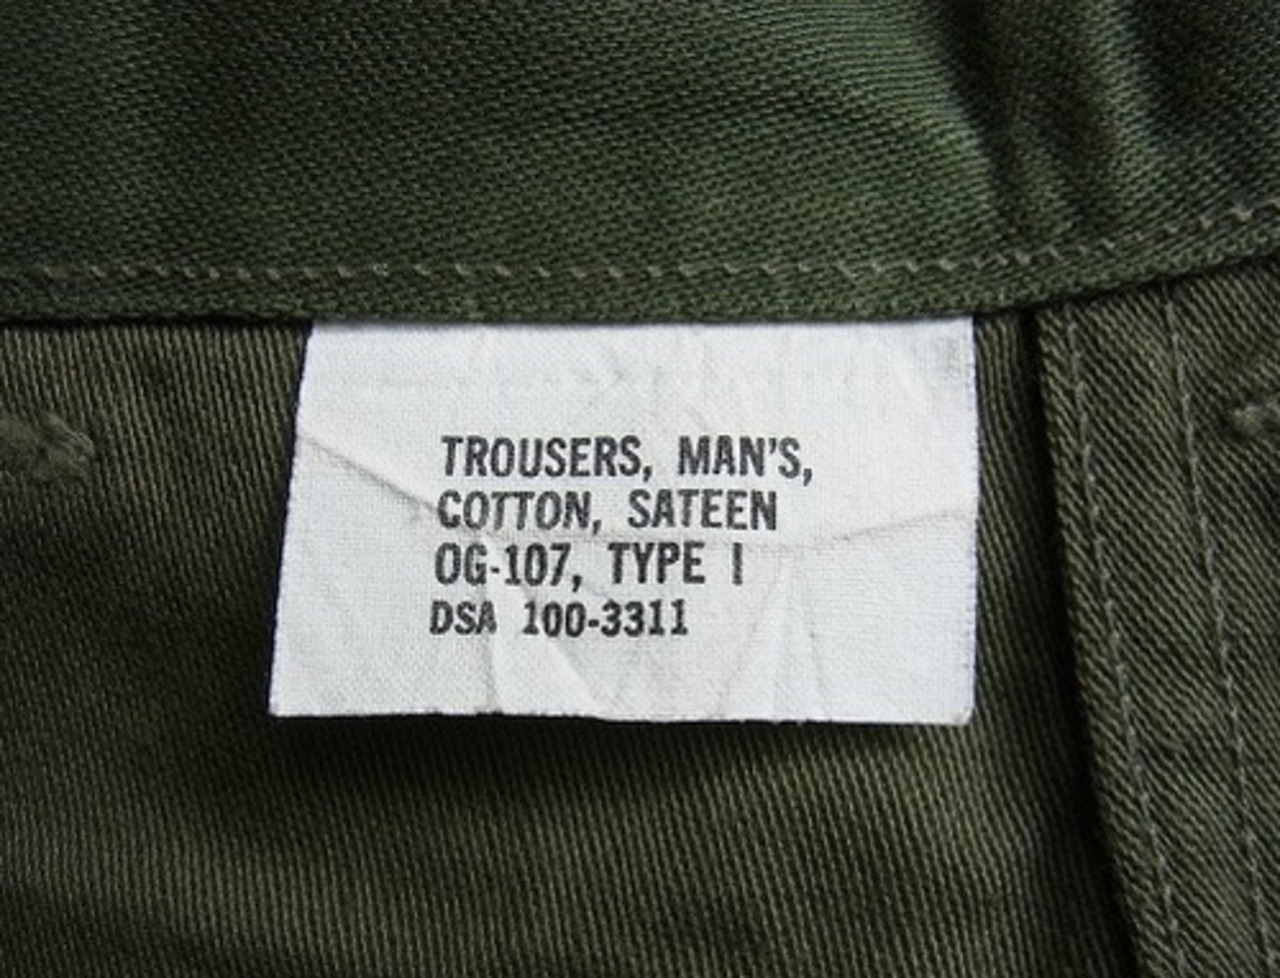 TROUSERS, MAN'S,
COTTON, SATEEN
OG-107, TYPE I
DSA 100-3311